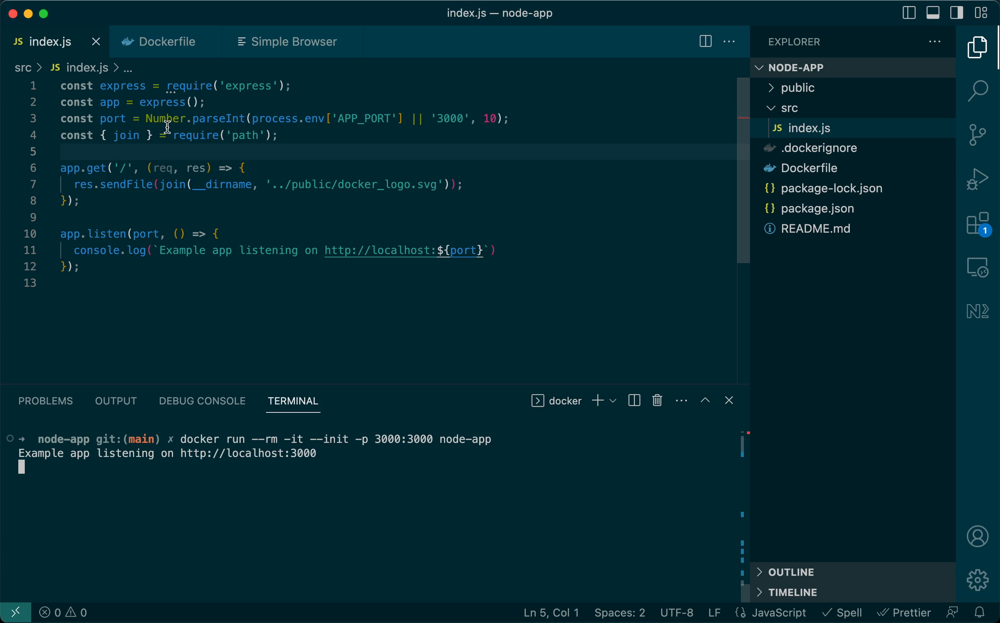 index.js — node-app
JS index.js
Dockerfile
Simple Browser
src > JS index.js > ...
1 const express = require('express');
2 const app = express();
3 const port = Number.parseInt(process.env['APP_PORT'] || '3000', 10);
4 const { join } = require('path');
5
6 app.get('/', (req, res) => {
7 res.sendFile(join(__dirname, '../public/docker_logo.svg'));
8 });
9
10 app.listen(port, () => {
11 console.log(`Example app listening on http://localhost:${port}`)
12 });
13
EXPLORER
NODE-APP
public
src
JS index.js
.dockerignore
Dockerfile
{} package-lock.json
{} package.json
README.md
1
PROBLEMS OUTPUT DEBUG CONSOLE TERMINAL
docker
➜ node-app git:(main) ✗ docker run --rm -it --init -p 3000:3000 node-app
Example app listening on http://localhost:3000
OUTLINE
TIMELINE
0 0
Ln 5, Col 1 Spaces: 2 UTF-8 LF JavaScript Spell Prettier